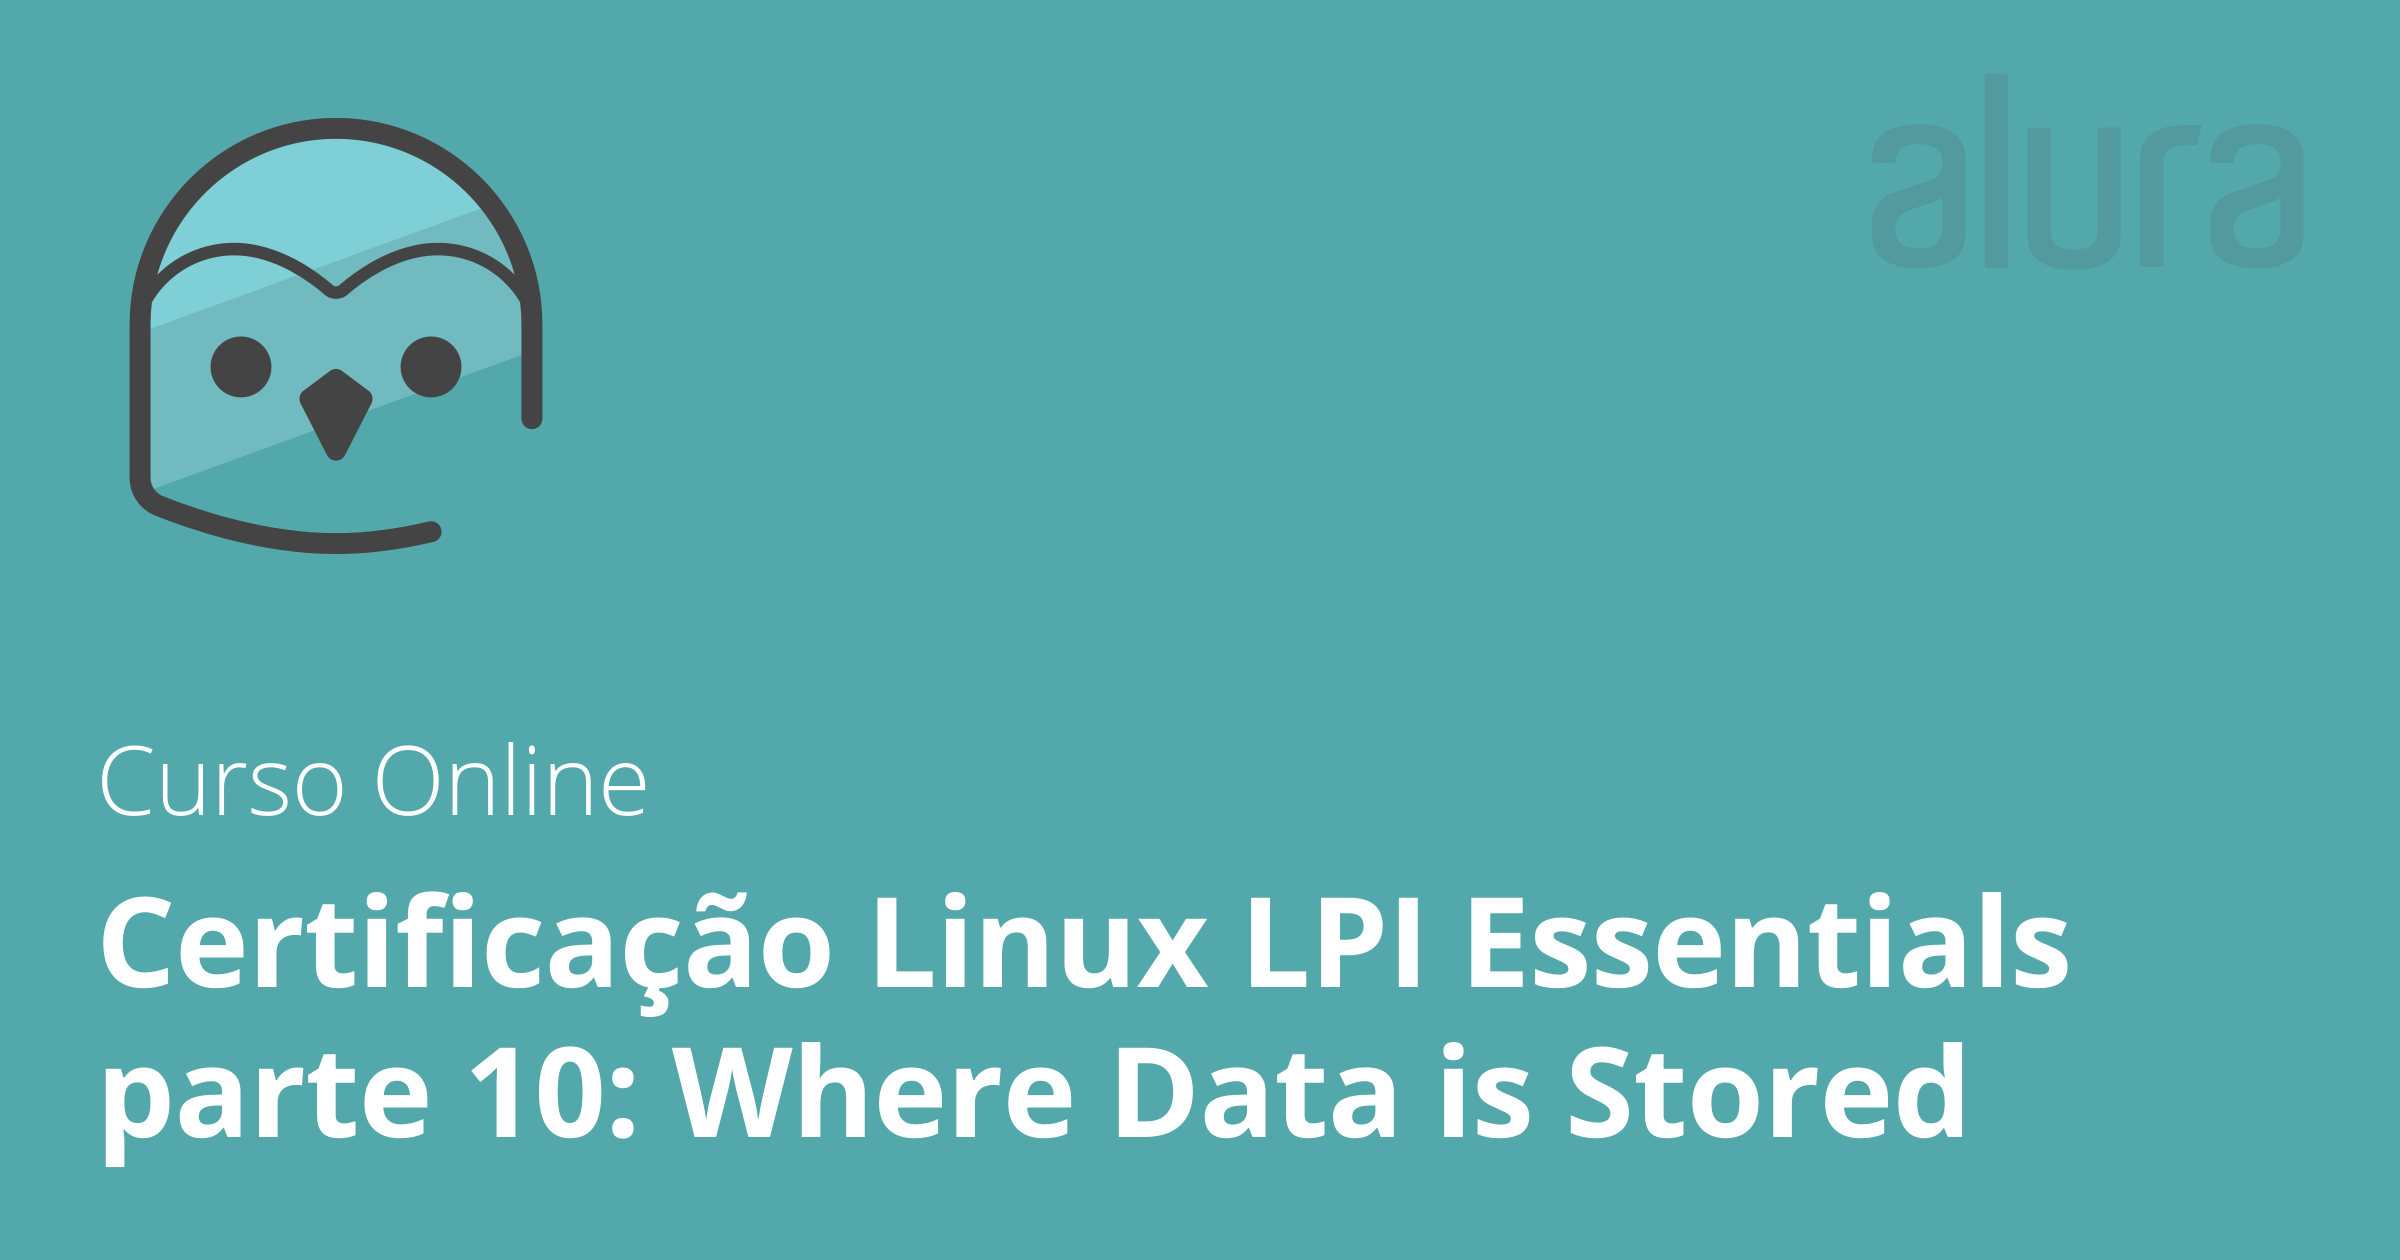 alura
Curso Online
Certificação Linux LPI Essentials
parte 10: Where Data is Stored